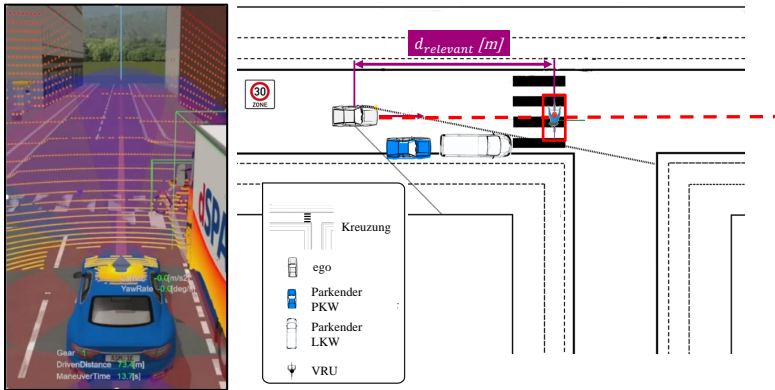 dSPA
-0.0[m/s2]
YawRate -0.0[deg/s]
Gear 1
DrivenDistance 73.4[m]
ManeuverTime 13.7[s]
d_relevant [m]
30
ZONE
Kreuzung
ego
Parkender
PKW
:
Parkender
LKW
VRU